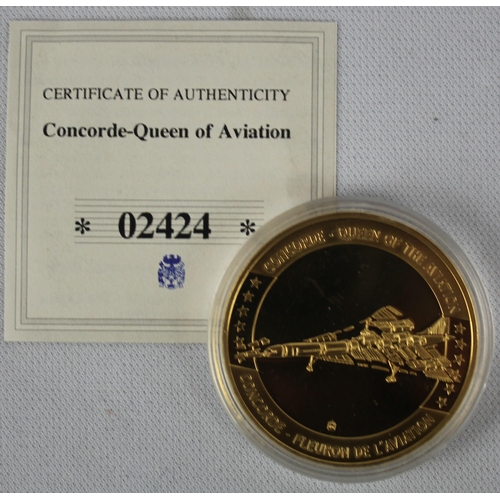 CERTIFICATE OF AUTHENTICITY
Concorde-Queen of Aviation
* 02424 *
CONCORDE - QUEEN OF THE AVIATION
CONCORDE - FLEURON DE L'AVIATION